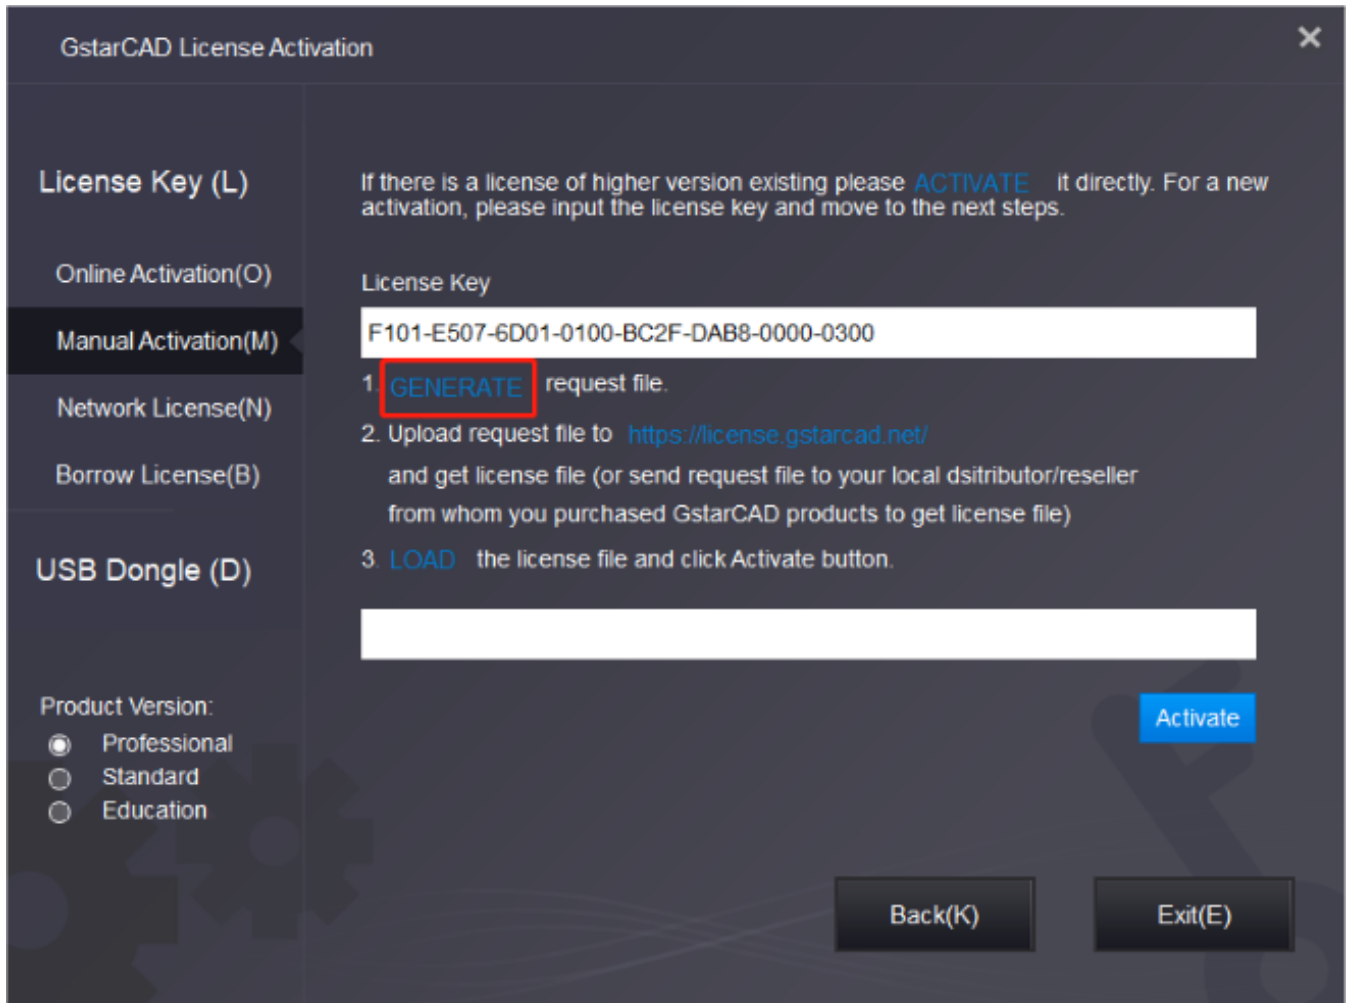 GstarCAD License Activation
License Key (L)
Online Activation(O)
Manual Activation(M)
Network License(N)
Borrow License(B)
USB Dongle (D)
Product Version:
Professional
Standard
Education
If there is a license of higher version existing please ACTIVATE it directly. For a new
activation, please input the license key and move to the next steps.
License Key
F101-E507-6D01-0100-BC2F-DAB8-0000-0300
1. GENERATE request file.
2. Upload request file to https://license.gstarcad.net/
and get license file (or send request file to your local dsitributor/reseller
from whom you purchased GstarCAD products to get license file)
3. LOAD the license file and click Activate button.
Activate
Back(K)
Exit(E)